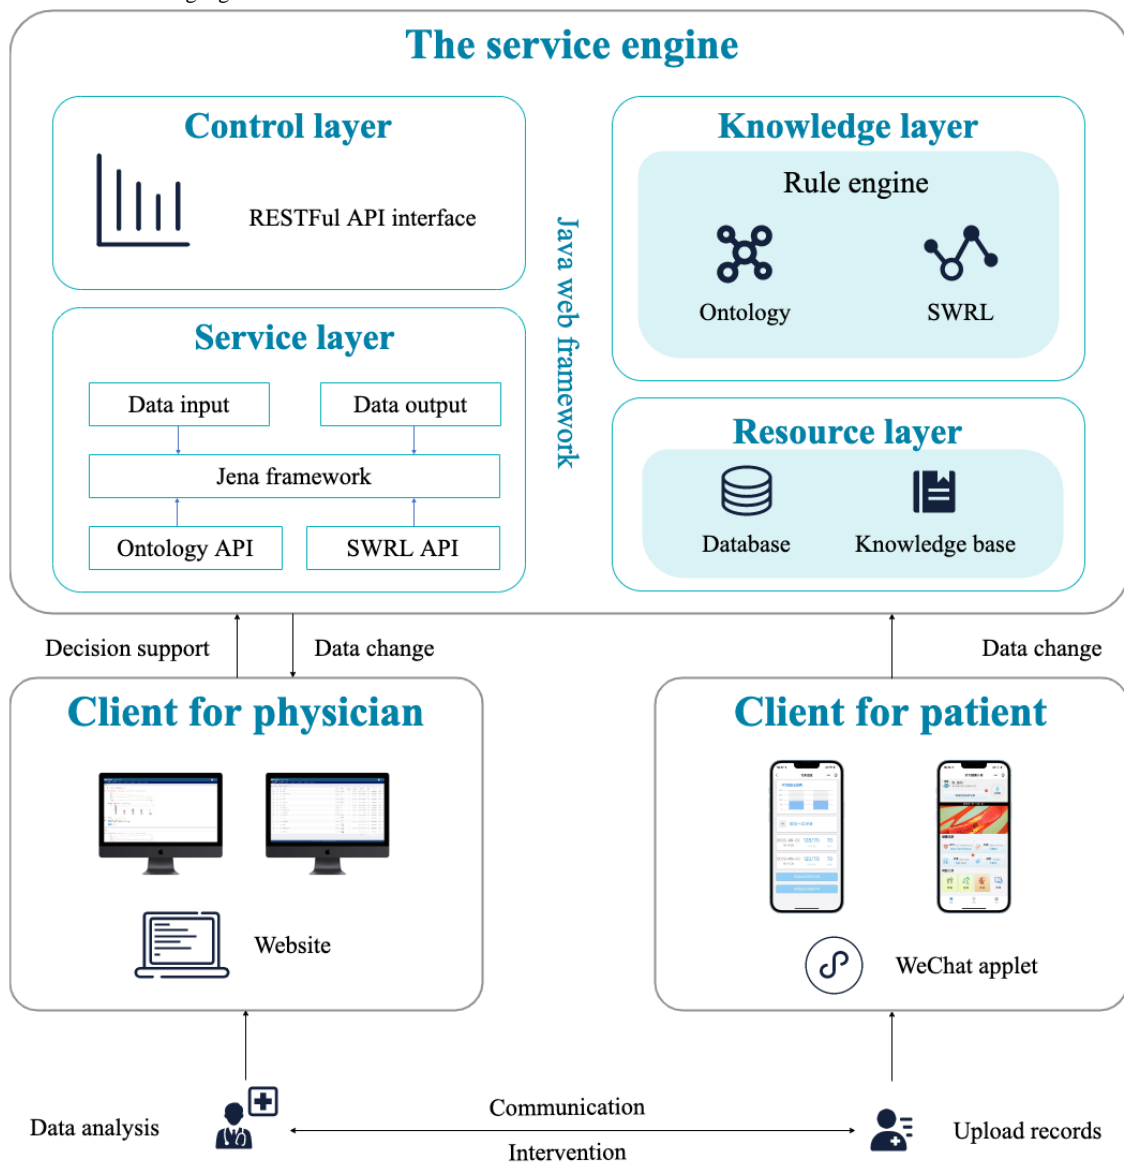 The service engine
Control layer
RESTFul API interface
Service layer
Data input
Data output
Jena framework
Ontology API
SWRL API
Java web framework
Knowledge layer
Rule engine
Ontology
SWRL
Resource layer
Database
Knowledge base
Decision support
Data change
Data change
Client for physician
Website
Client for patient
WeChat applet
Data analysis
Communication
Intervention
Upload records